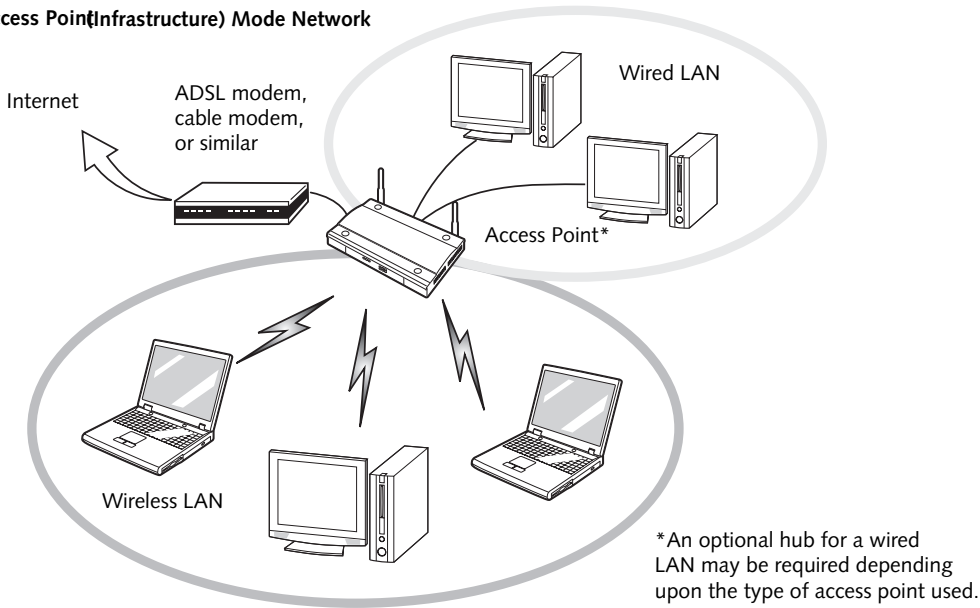 cess Point(Infrastructure) Mode Network
Wired LAN
Internet
ADSL modem,
cable modem,
or similar
Access Point*
Wireless LAN
*An optional hub for a wired
LAN may be required depending
upon the type of access point used.